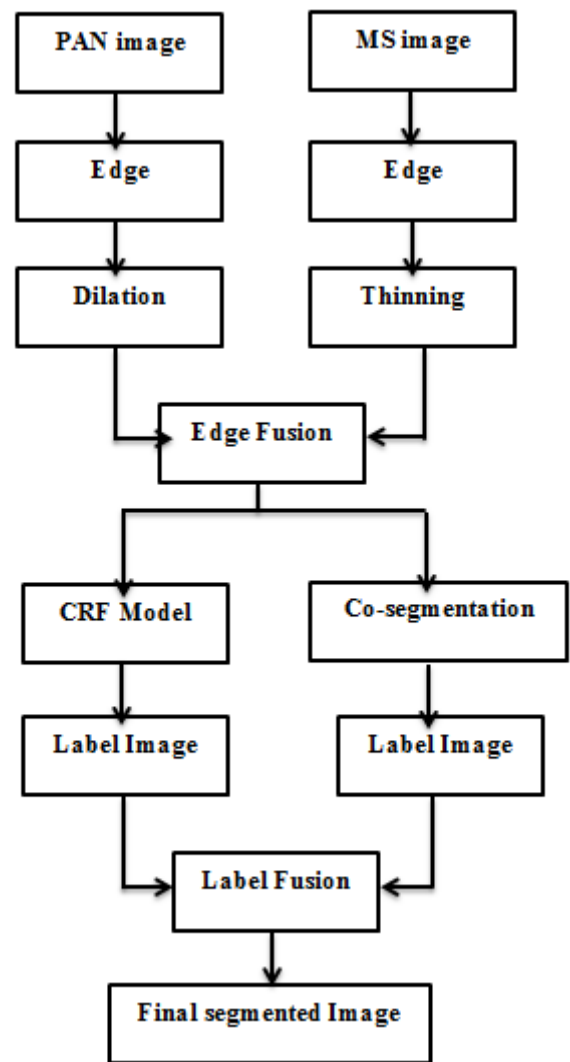 PAN image
MS image
Edge
Edge
Dilation
Thinning
Edge Fusion
CRF Model
Co-segmentation
Label Image
Label Image
Label Fusion
Final segmented Image